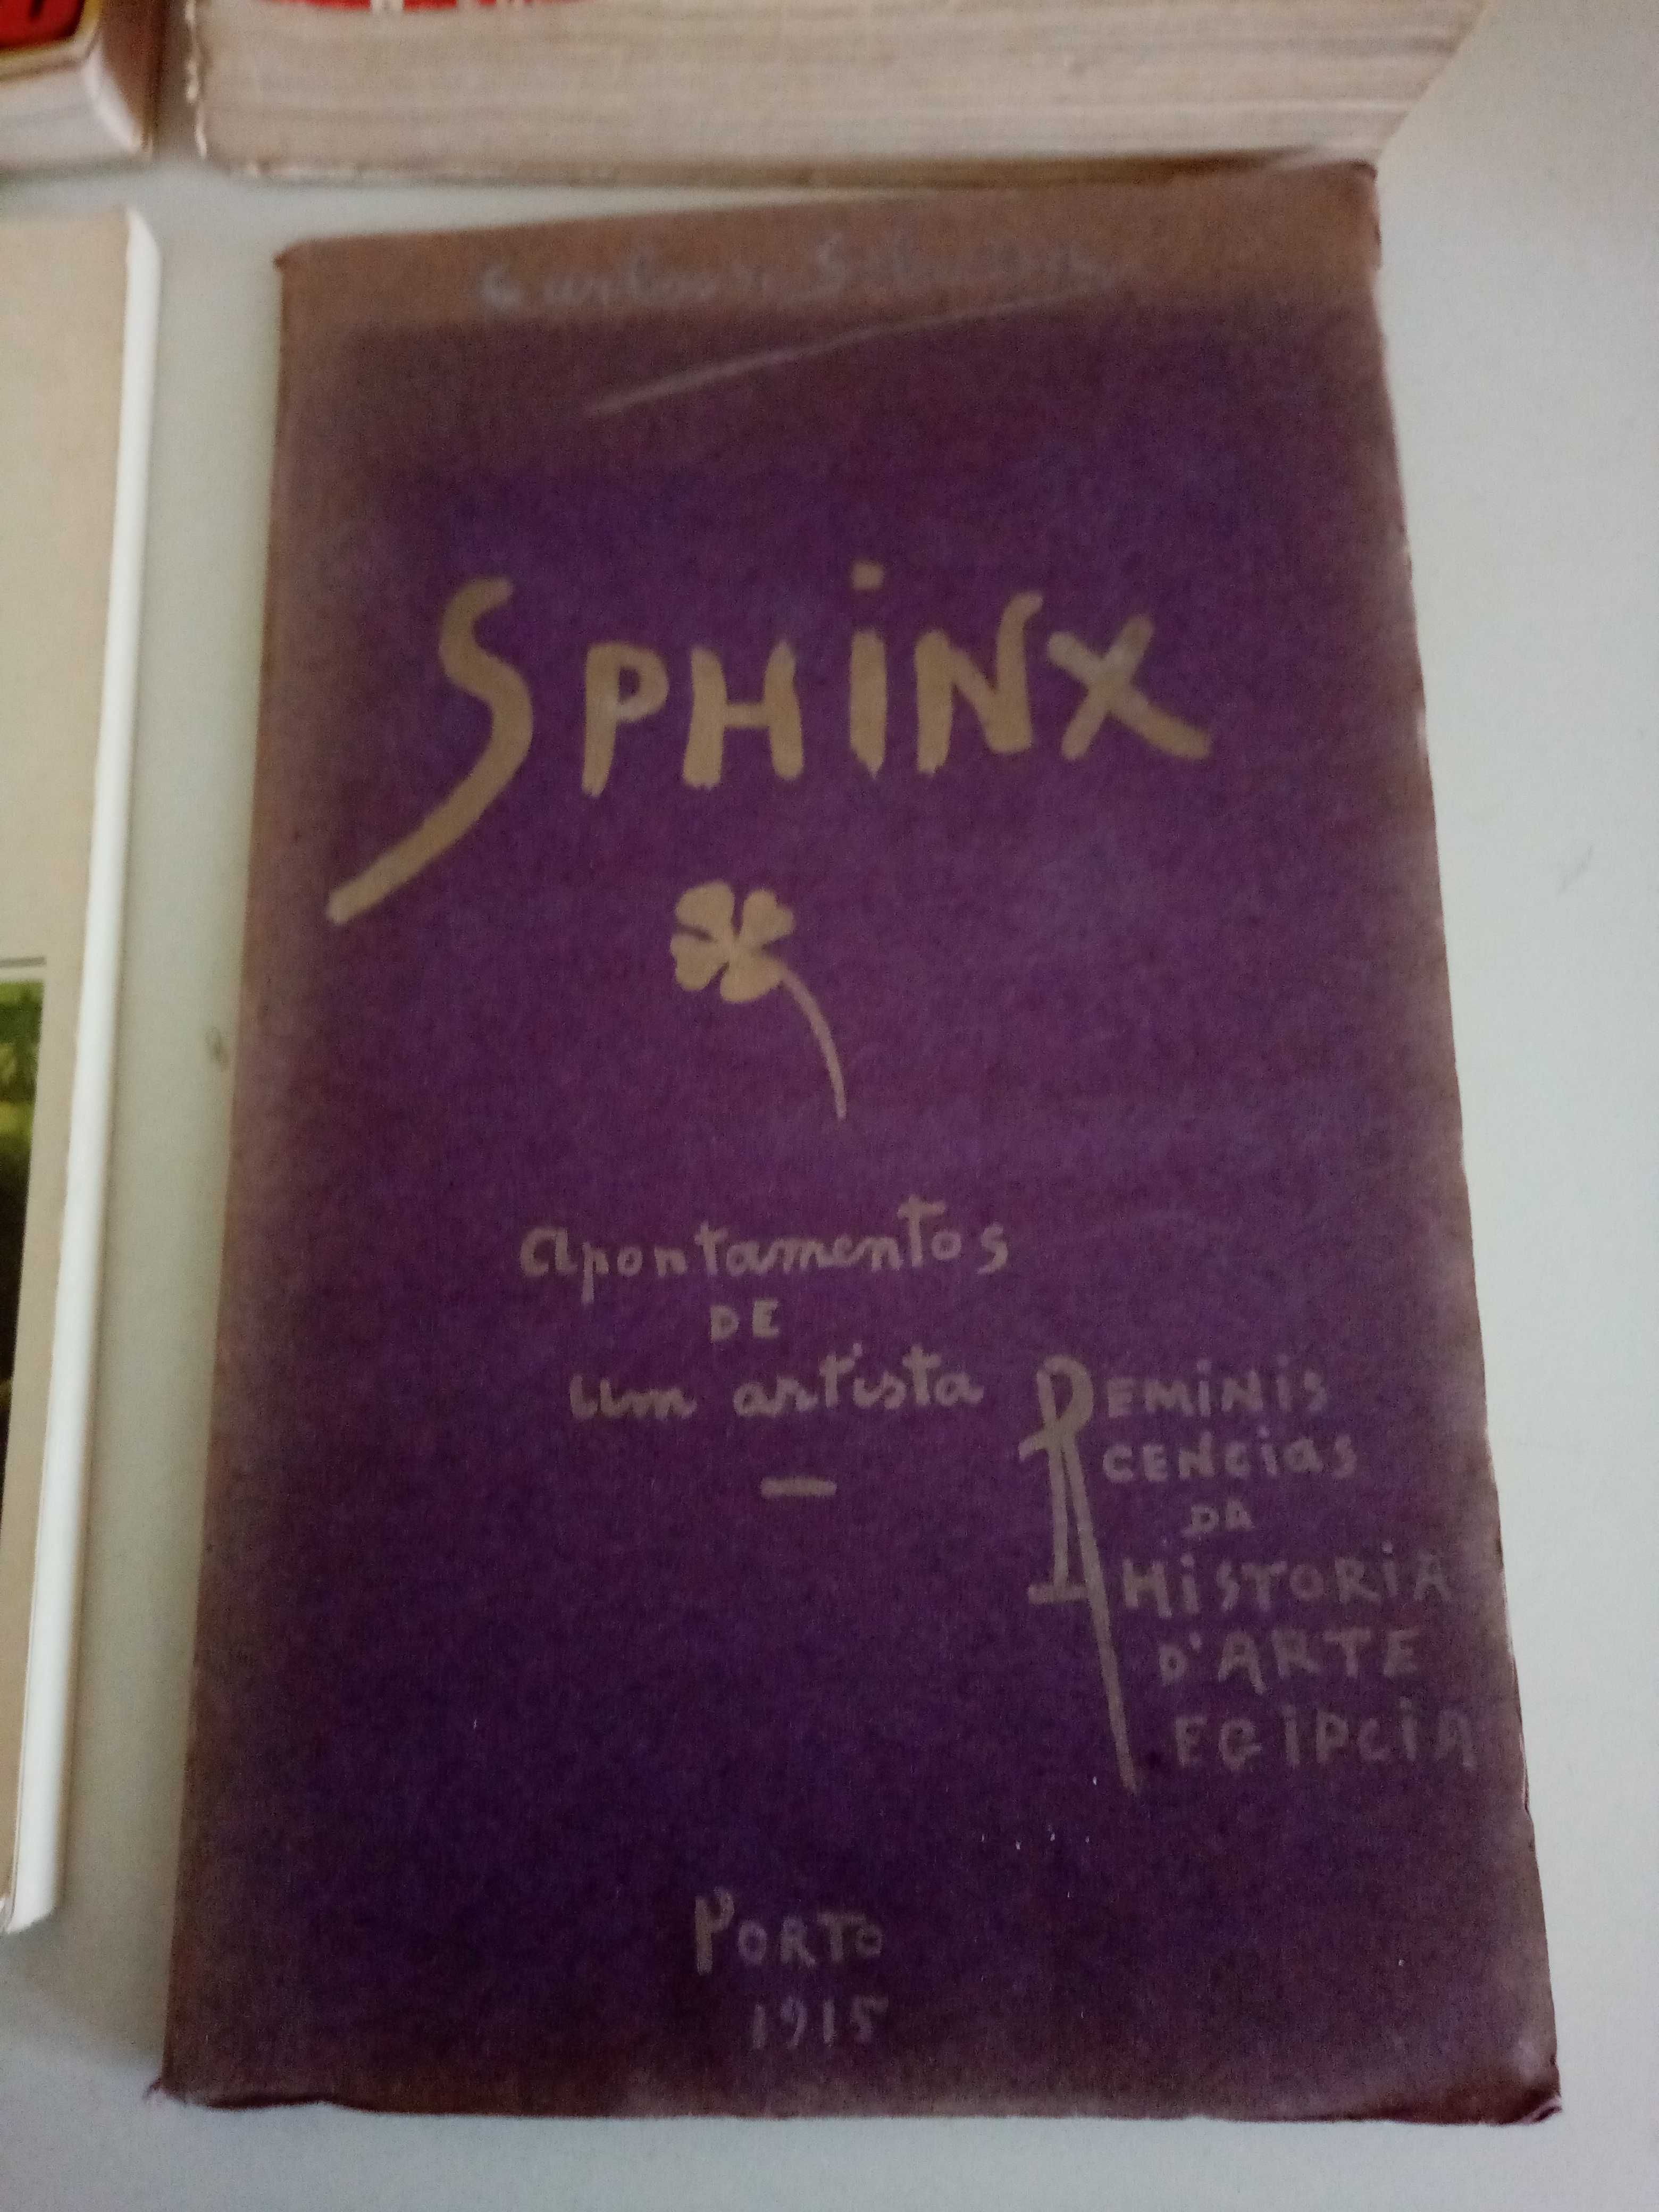 SPHiNX
apontamentos
DE
um artista
REMiNiS
CENCias
DA
HiSTORiA
D'ARTE
EGiPCiA
PORTO
1915